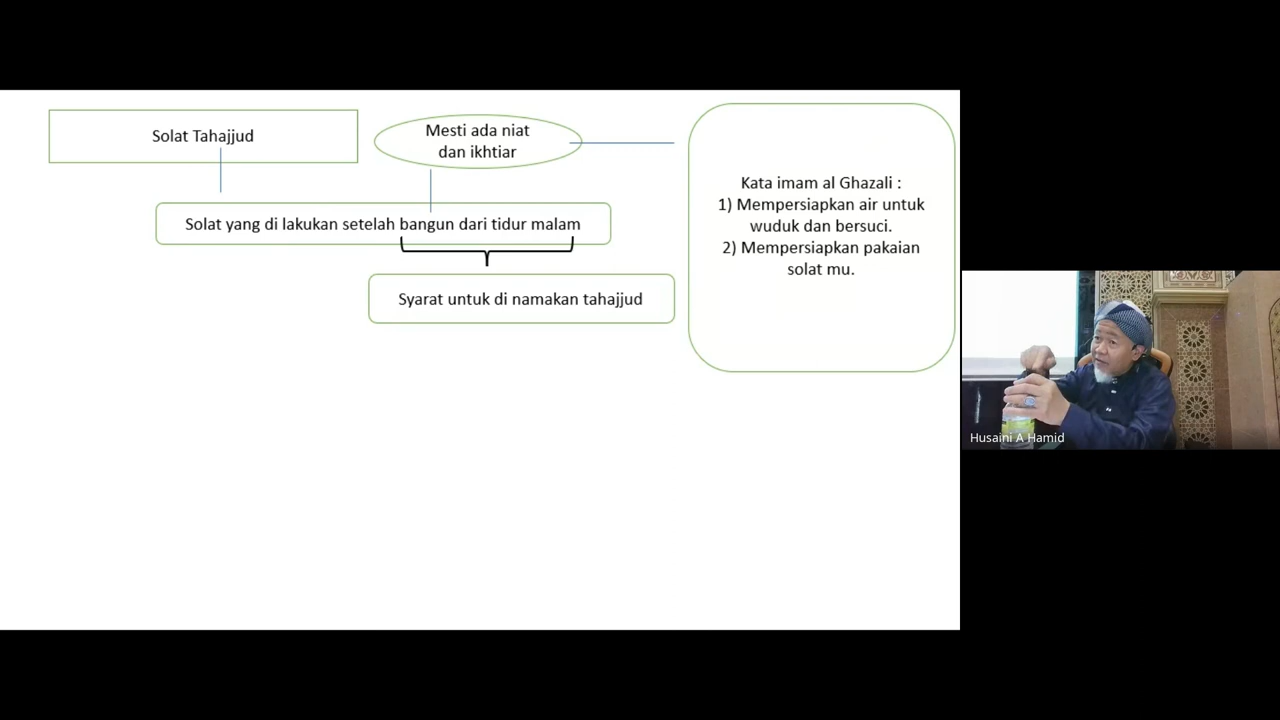 Solat Tahajjud
Mesti ada niat
dan ikhtiar
Solat yang di lakukan setelah bangun dari tidur malam
Syarat untuk di namakan tahajjud
Kata imam al Ghazali :
1) Mempersiapkan air untuk
wuduk dan bersuci.
2) Mempersiapkan pakaian
solat mu.
Husaini A Hamid